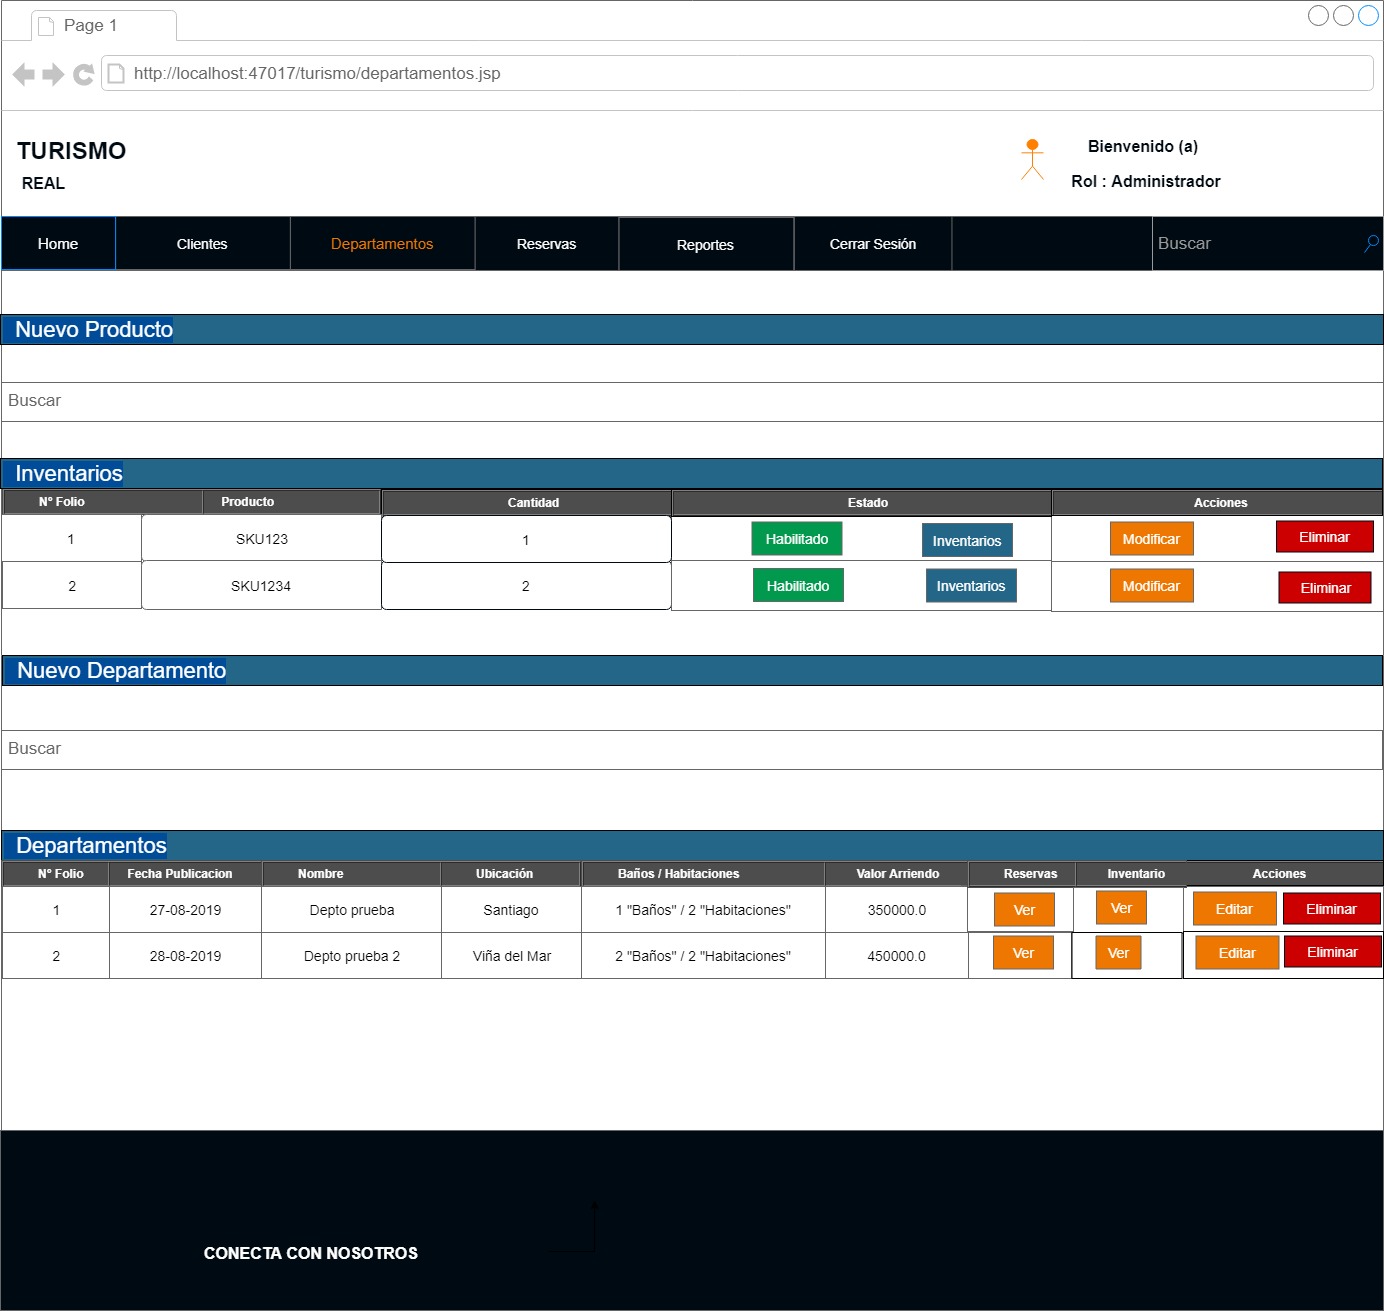 Page 1
http://localhost:47017/turismo/departamentos.jsp
TURISMO
REAL
Bienvenido (a)
Rol : Administrador
Home Clientes Departamentos Reservas Reportes Cerrar Sesión Buscar
Nuevo Producto
Buscar
Inventarios
N° Folio Producto Cantidad Estado Acciones
1 SKU123 1 Habilitado Inventarios Modificar Eliminar
2 SKU1234 2 Habilitado Inventarios Modificar Eliminar
Nuevo Departamento
Buscar
Departamentos
N° Folio Fecha Publicacion Nombre Ubicación Baños / Habitaciones Valor Arriendo Reservas Inventario Acciones
1 27-08-2019 Depto prueba Santiago 1 "Baños" / 2 "Habitaciones" 350000.0 Ver Ver Editar Eliminar
2 28-08-2019 Depto prueba 2 Viña del Mar 2 "Baños" / 2 "Habitaciones" 450000.0 Ver Ver Editar Eliminar
CONECTA CON NOSOTROS